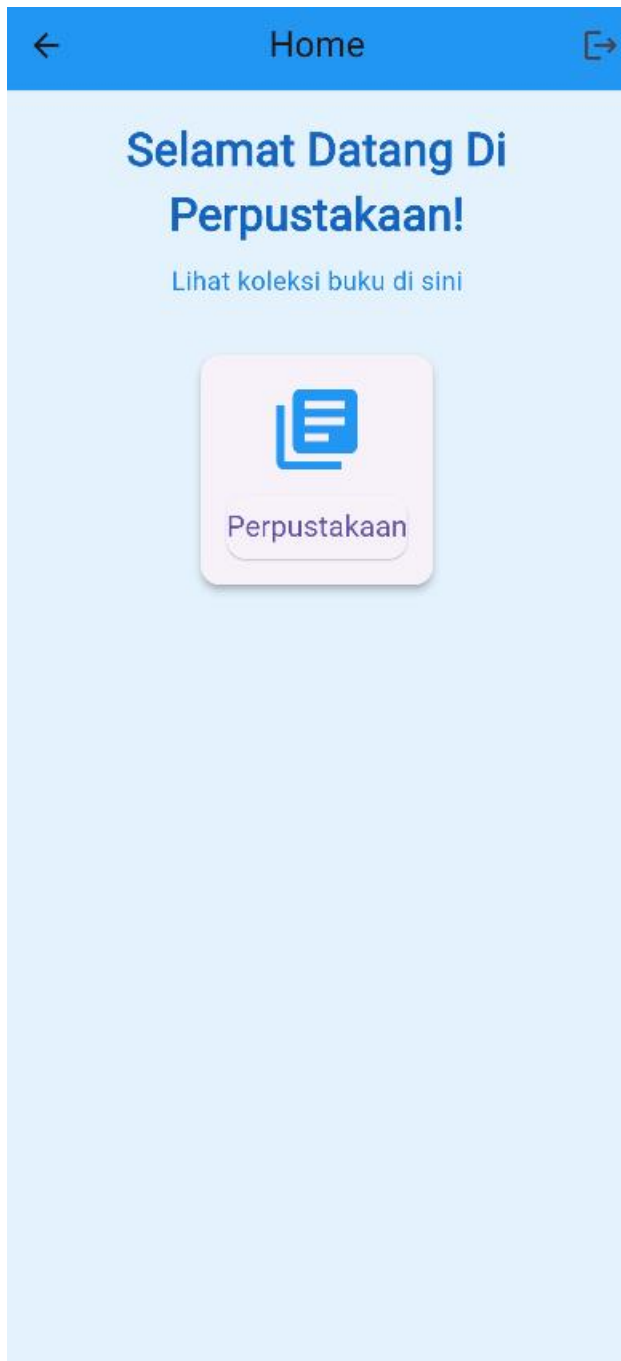 Home
Selamat Datang Di
Perpustakaan!
Lihat koleksi buku di sini
Perpustakaan